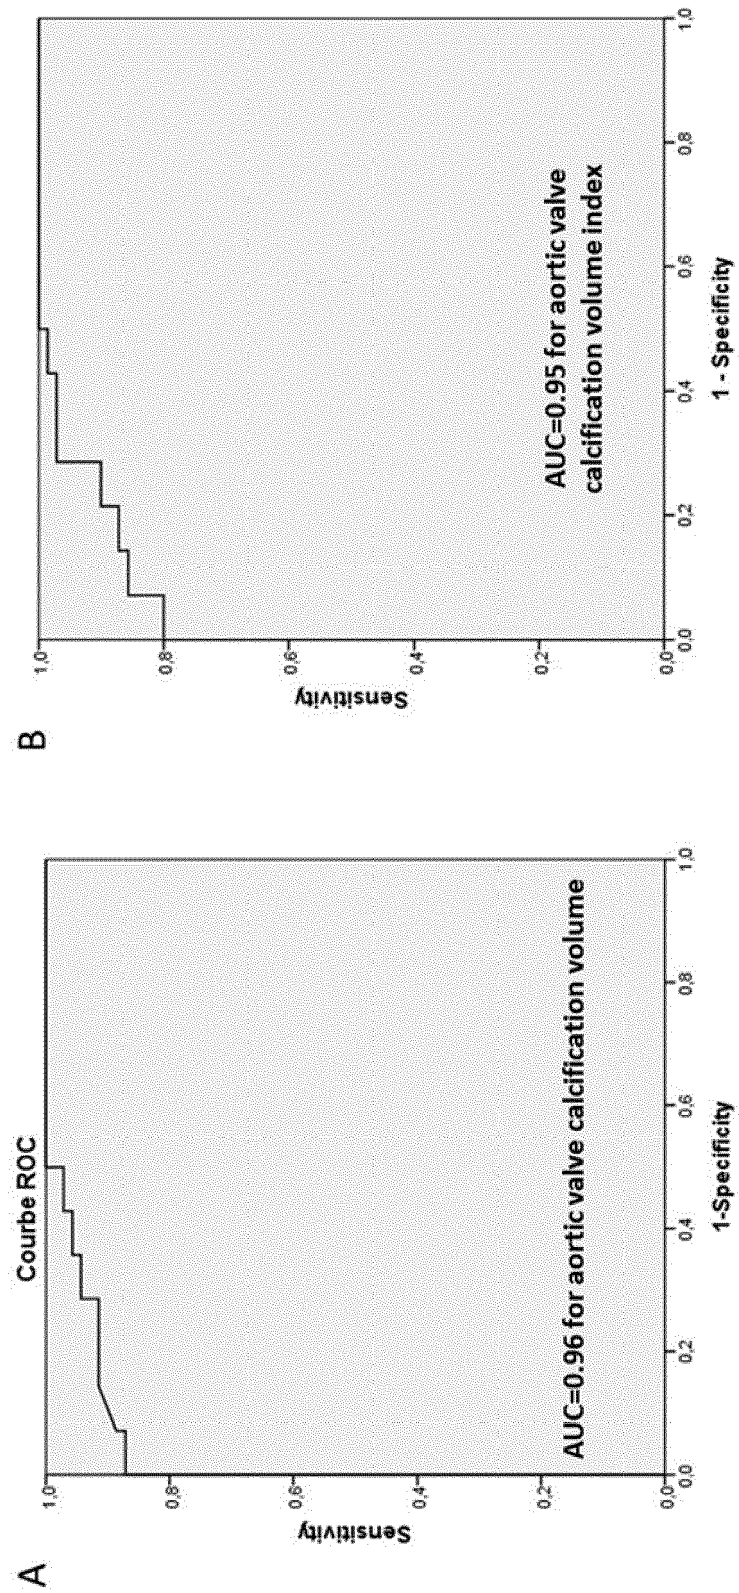 A
Courbe ROC
1,0
0,8
0,6
0,4
0,2
0,0
Sensitivity
0,0
0,2
0,4
0,6
0,8
1,0
1-Specificity
AUC=0.96 for aortic valve calcification volume
B
1,0
0,8
0,6
0,4
0,2
0,0
Sensitivity
0,0
0,2
0,4
0,6
0,8
1,0
1 - Specificity
AUC=0.95 for aortic valve
calcification volume index